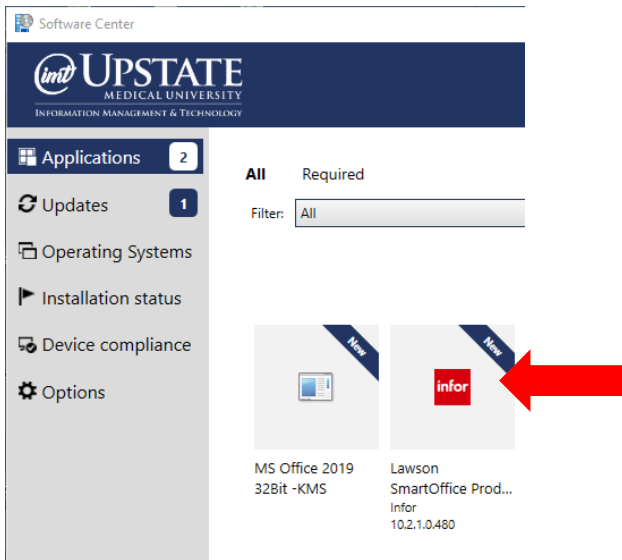 Software Center
imt UPSTATE
MEDICAL UNIVERSITY
INFORMATION MANAGEMENT & TECHNOLOGY
Applications 2
Updates 1
Operating Systems
Installation status
Device compliance
Options
All Required
Filter: All
New
New
infor
MS Office 2019
32Bit -KMS
Lawson
SmartOffice Prod...
Infor
10.2.1.0.480